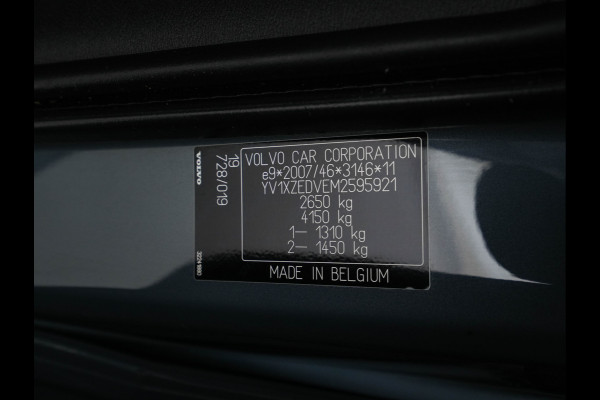 VOLVO
19
728/019
VOLVO CAR CORPORATION
e9*2007/46*3146*11
YV1XZEDVEM2595921
2650 kg
4150 kg
1— 1310 kg
2— 1450 kg
MADE IN BELGIUM